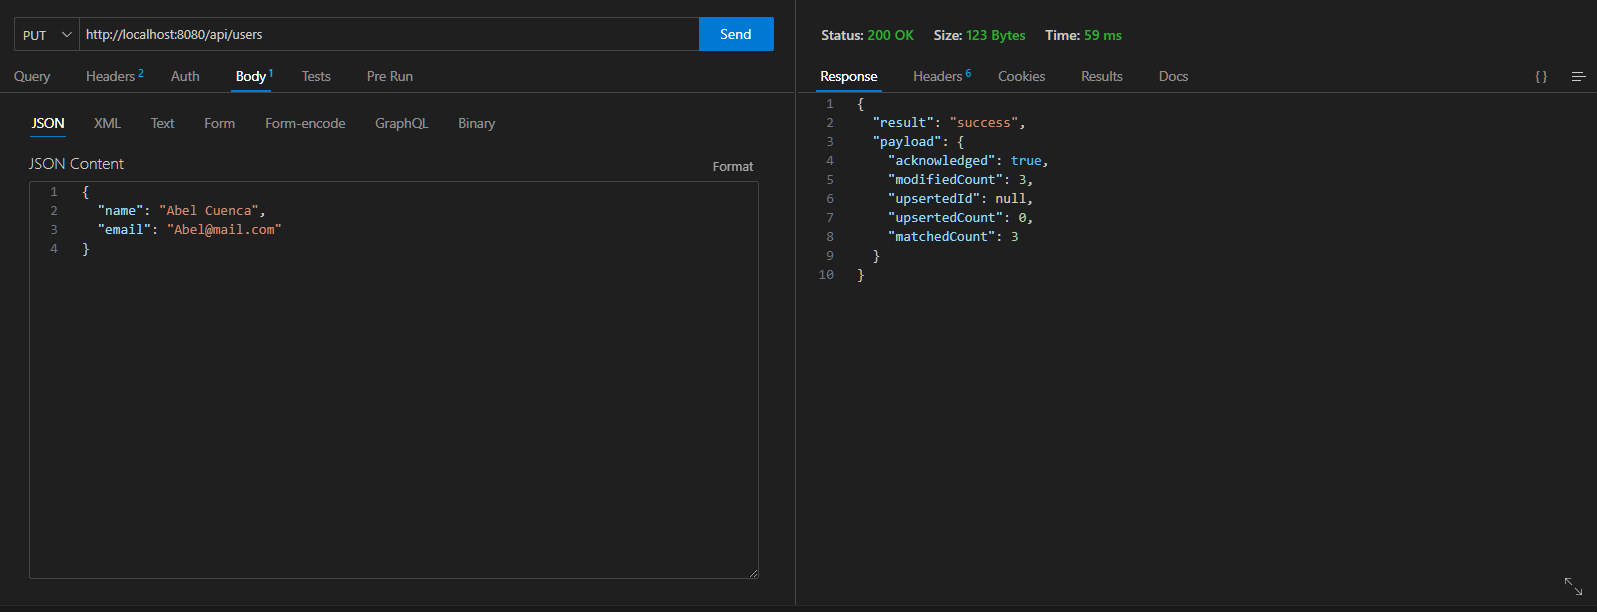 PUT http://localhost:8080/api/users Send
Query Headers 2 Auth Body 1 Tests Pre Run
JSON XML Text Form Form-encode GraphQL Binary
JSON Content Format
1 {
2 "name": "Abel Cuenca",
3 "email": "Abel@mail.com"
4 }
Status: 200 OK Size: 123 Bytes Time: 59 ms
Response Headers 6 Cookies Results Docs { }
1 {
2 "result": "success",
3 "payload": {
4 "acknowledged": true,
5 "modifiedCount": 3,
6 "upsertedId": null,
7 "upsertedCount": 0,
8 "matchedCount": 3
9 }
10 }